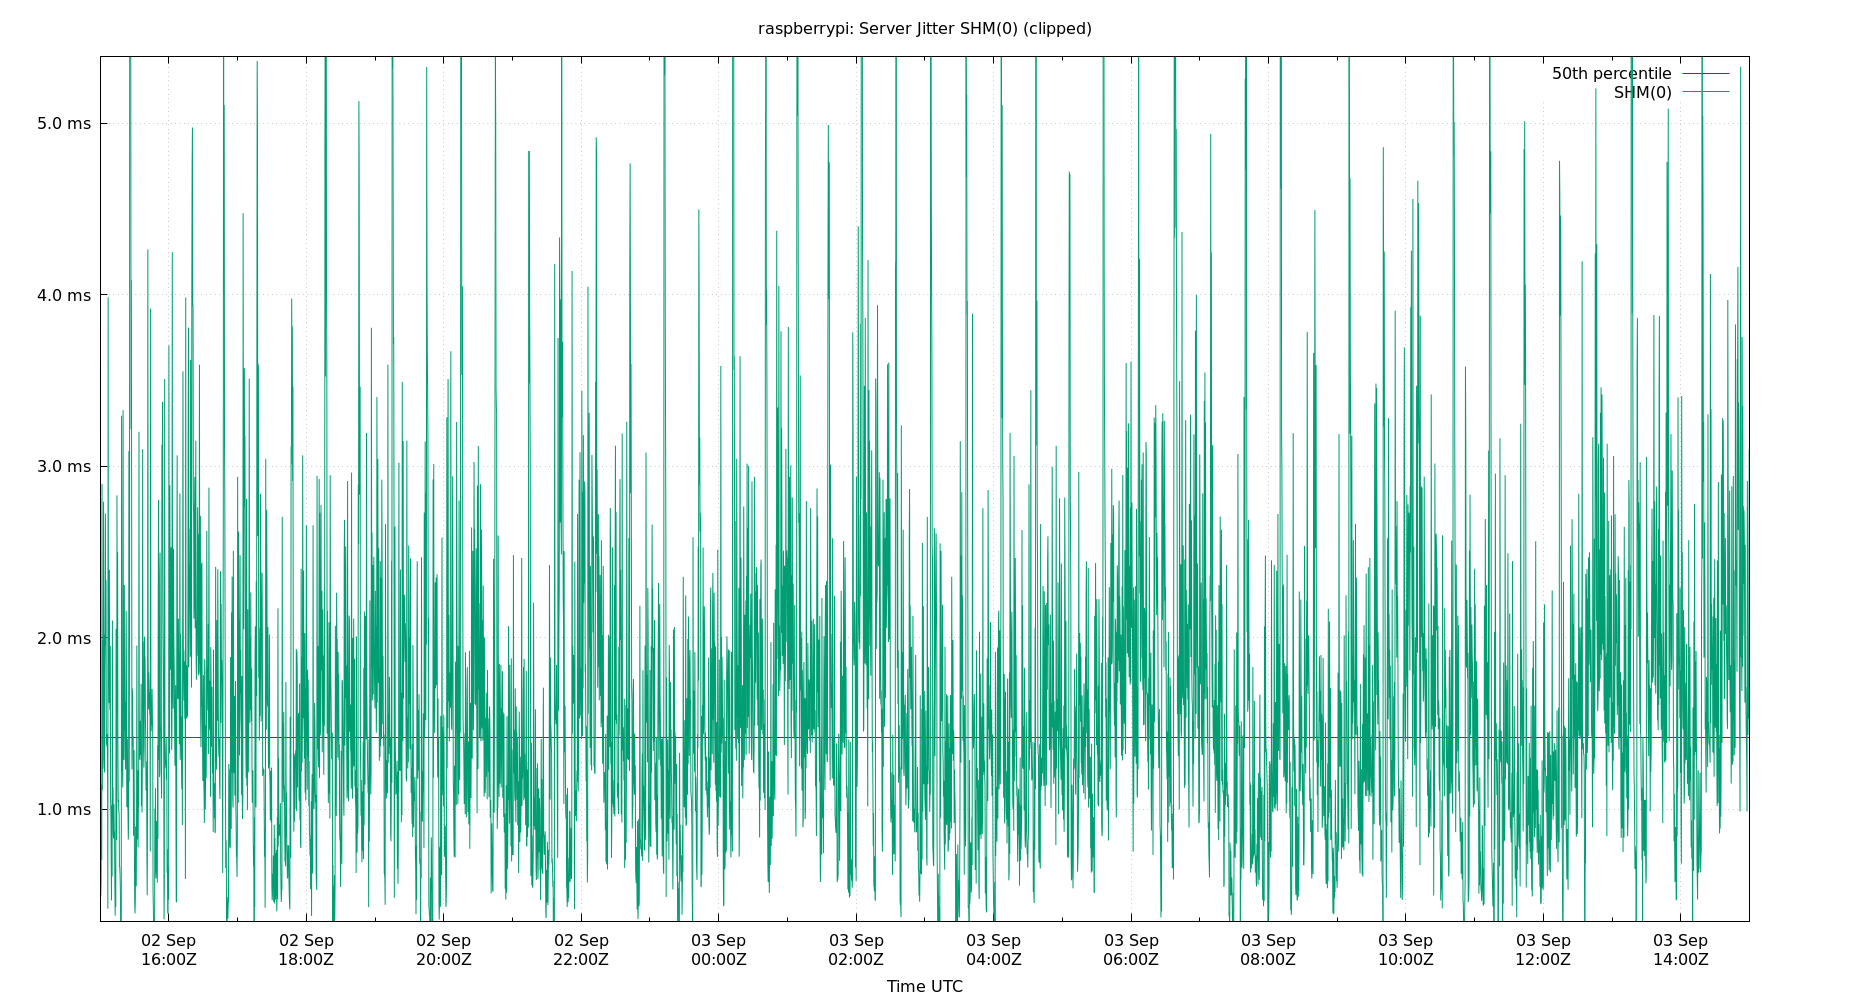 raspberrypi: Server Jitter SHM(0) (clipped)
50th percentile
SHM(0)
5.0 ms
4.0 ms
3.0 ms
2.0 ms
1.0 ms
02 Sep 02 Sep 02 Sep 02 Sep 03 Sep 03 Sep 03 Sep 03 Sep 03 Sep 03 Sep 03 Sep 03 Sep
16:00Z 18:00Z 20:00Z 22:00Z 00:00Z 02:00Z 04:00Z 06:00Z 08:00Z 10:00Z 12:00Z 14:00Z
Time UTC